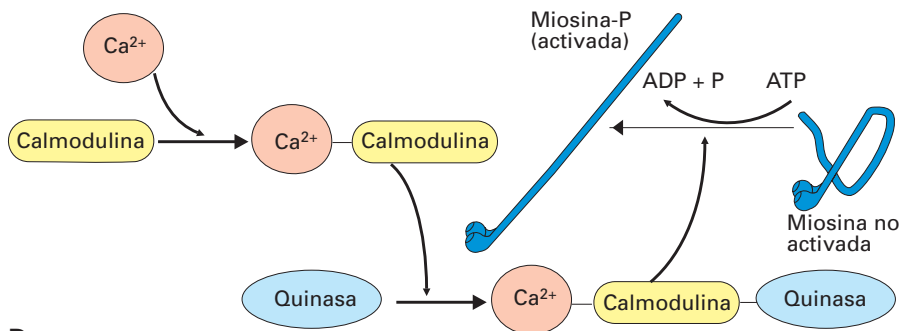 Miosina-P
(activada)
Ca²⁺
ADP + P
ATP
Calmodulina
Ca²⁺
Calmodulina
Miosina no
activada
Quinasa
Ca²⁺
Calmodulina
Quinasa